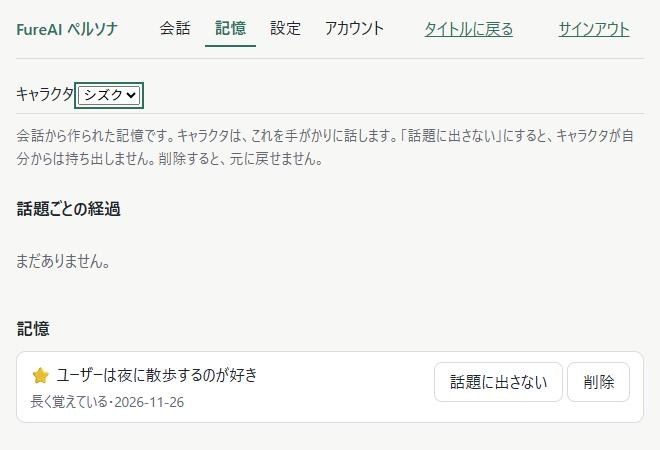 FureAI ペルソナ 会話 記憶 設定 アカウント タイトルに戻る サインアウト
キャラクタ シズク
会話から作られた記憶です。キャラクタは、これを手がかりに話します。「話題に出さない」にすると、キャラクタが自
分からは持ち出しません。削除すると、元に戻せません。
話題ごとの経過
まだありません。
記憶
ユーザーは夜に散歩するのが好き
長く覚えている・2026-11-26
話題に出さない 削除